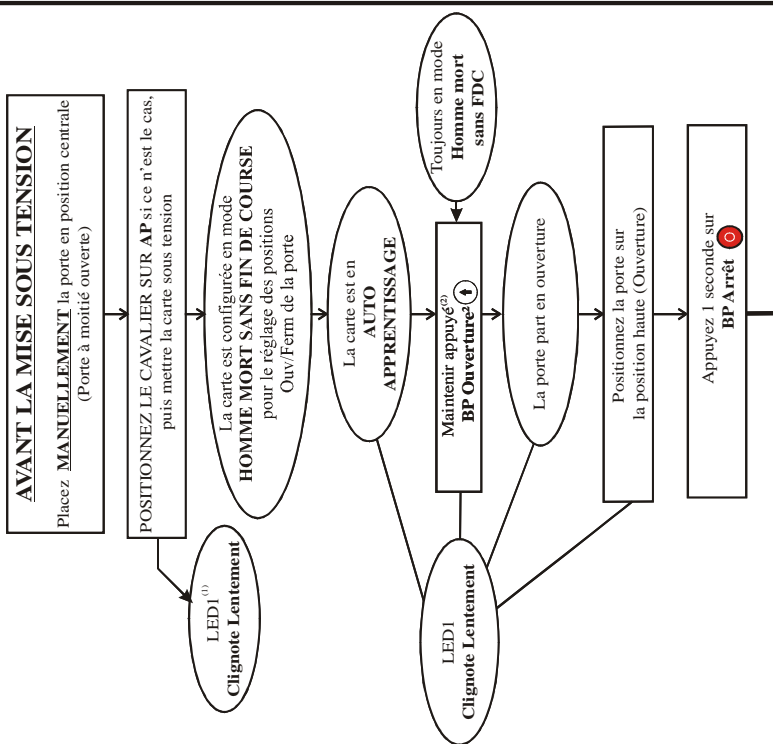 AVANT LA MISE SOUS TENSION
Placez MANUELLEMENT la porte en position centrale
(Porte à moitié ouverte)
POSITIONNEZ LE CAVALIER SUR AP si ce n'est le cas,
puis mettre la carte sous tension
LED1(1)
Clignote Lentement
La carte est configurée en mode
HOMME MORT SANS FIN DE COURSE
pour le réglage des positions
Ouv/Ferm de la porte
La carte est en
AUTO
APPRENTISSAGE
Toujours en mode
Homme mort
sans FDC
Maintenir appuyé(2)
BP Ouverture²
LED1
Clignote Lentement
La porte part en ouverture
Positionnez la porte sur
la position haute (Ouverture)
Appuyez 1 seconde sur
BP Arrêt